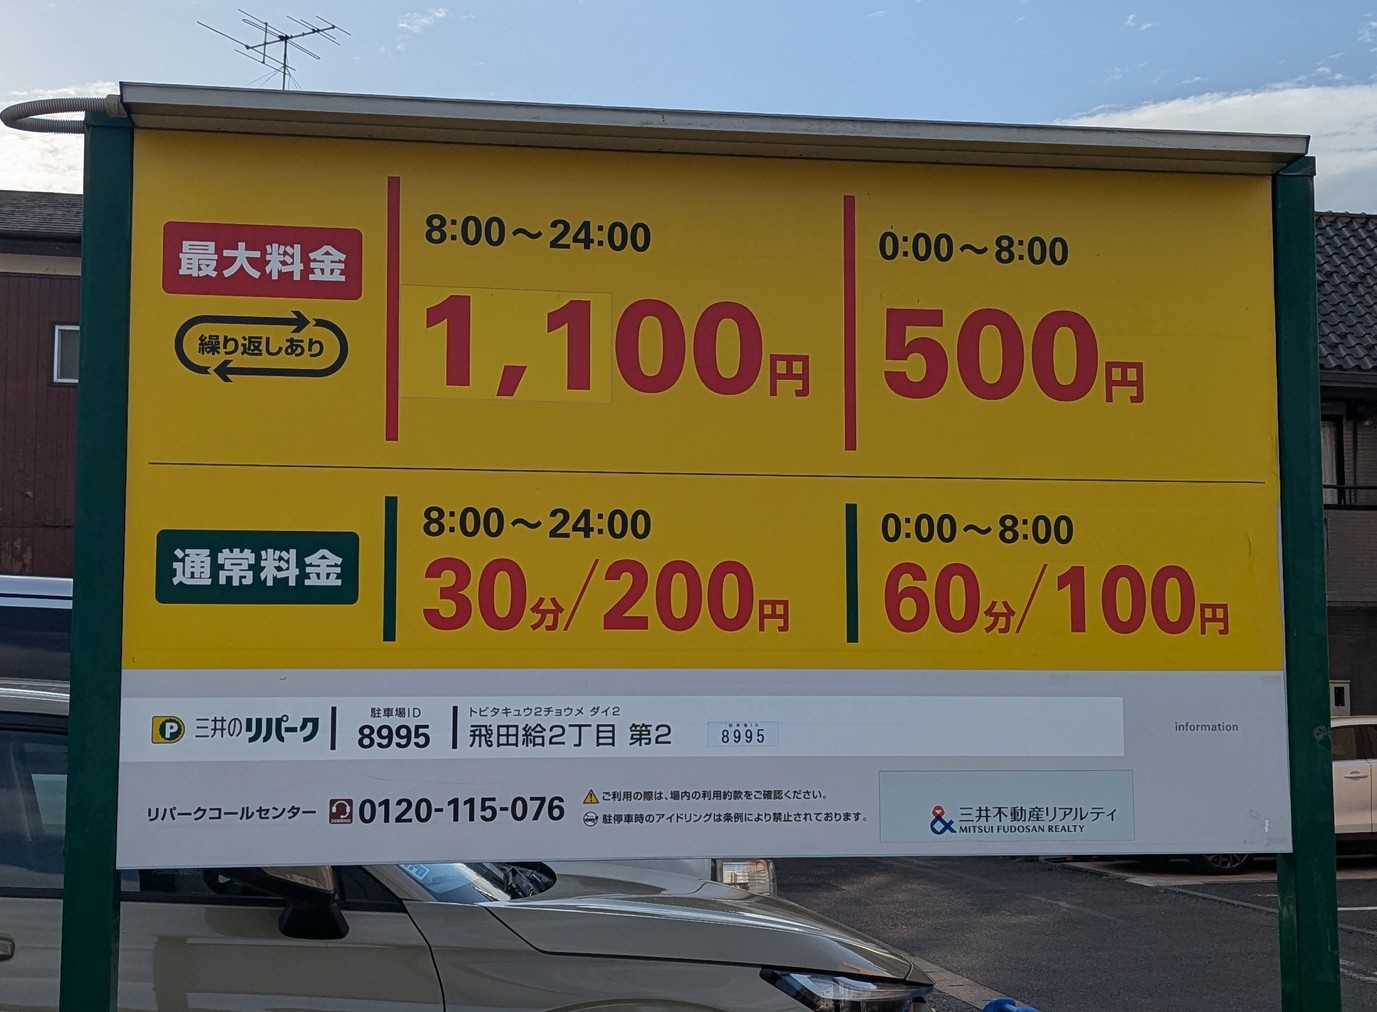 最大料金
繰り返しあり
8:00～24:00
1,100円
0:00～8:00
500円
通常料金
8:00～24:00
30分/200円
0:00～8:00
60分/100円
P 三井のリパーク
駐車場ID
8995
トビタキュウ2チョウメ ダイ2
飛田給2丁目 第2
駐車場ID
8995
information
リパークコールセンター 0120-115-076
ご利用の際は、場内の利用約款をご確認ください。
駐停車時のアイドリングは条例により禁止されております。
三井不動産リアルティ
MITSUI FUDOSAN REALTY